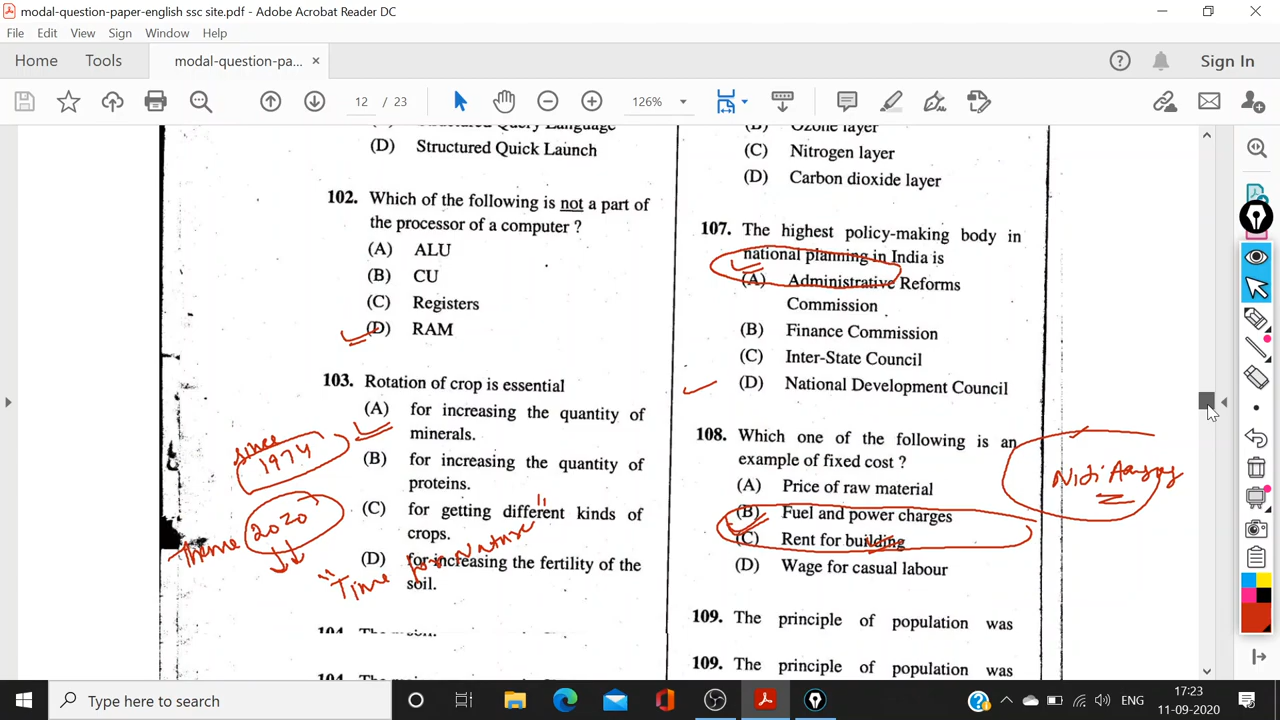 modal-question-paper-english ssc site.pdf - Adobe Acrobat Reader DC
File Edit View Sign Window Help
Home Tools modal-question-pa... × Sign In
12 / 23 126%
Structured Query Language
(D) Structured Quick Launch
102. Which of the following is not a part of
the processor of a computer ?
(A) ALU
(B) CU
(C) Registers
(D) RAM
103. Rotation of crop is essential
(A) for increasing the quantity of
minerals.
(B) for increasing the quantity of
proteins.
(C) for getting different kinds of
crops.
(D) for increasing the fertility of the
soil.
since
1974
Theme 2020
"Time for Nature"
(B) Ozone layer
(C) Nitrogen layer
(D) Carbon dioxide layer
107. The highest policy-making body in
national planning in India is
(A) Administrative Reforms
Commission
(B) Finance Commission
(C) Inter-State Council
(D) National Development Council
108. Which one of the following is an
example of fixed cost ?
(A) Price of raw material
(B) Fuel and power charges
(C) Rent for building
(D) Wage for casual labour
Niti Aayog
109. The principle of population was
109. The principle of population was
Type here to search
ENG
17:23
11-09-2020